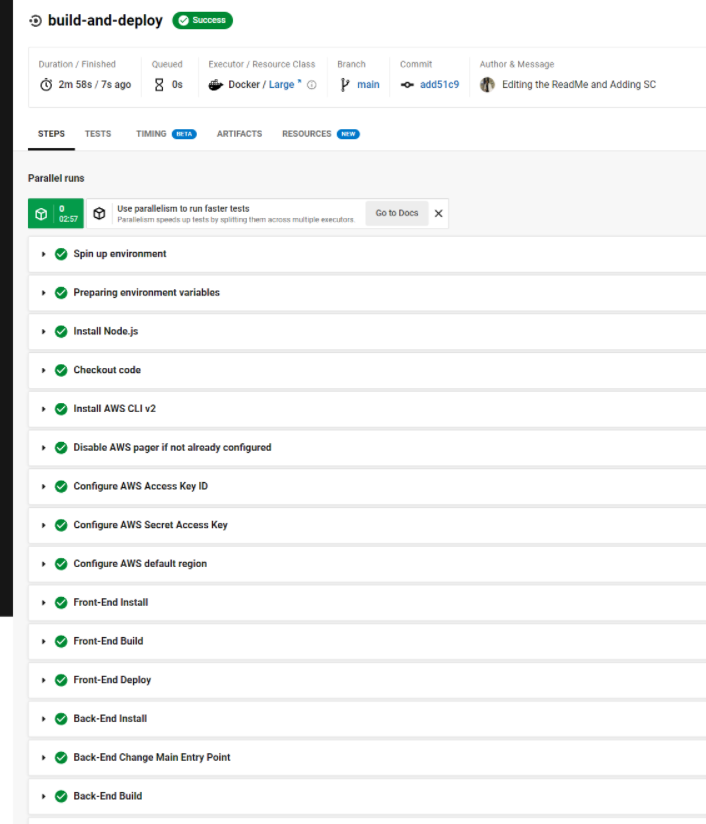 build-and-deploy Success
Duration / Finished Queued Executor / Resource Class Branch Commit Author & Message
2m 58s / 7s ago 0s Docker / Large main add51c9 Editing the ReadMe and Adding SC
STEPS TESTS TIMING BETA ARTIFACTS RESOURCES NEW
Parallel runs
0
02:57
Use parallelism to run faster tests
Parallelism speeds up tests by splitting them across multiple executors.
Go to Docs
Spin up environment
Preparing environment variables
Install Node.js
Checkout code
Install AWS CLI v2
Disable AWS pager if not already configured
Configure AWS Access Key ID
Configure AWS Secret Access Key
Configure AWS default region
Front-End Install
Front-End Build
Front-End Deploy
Back-End Install
Back-End Change Main Entry Point
Back-End Build